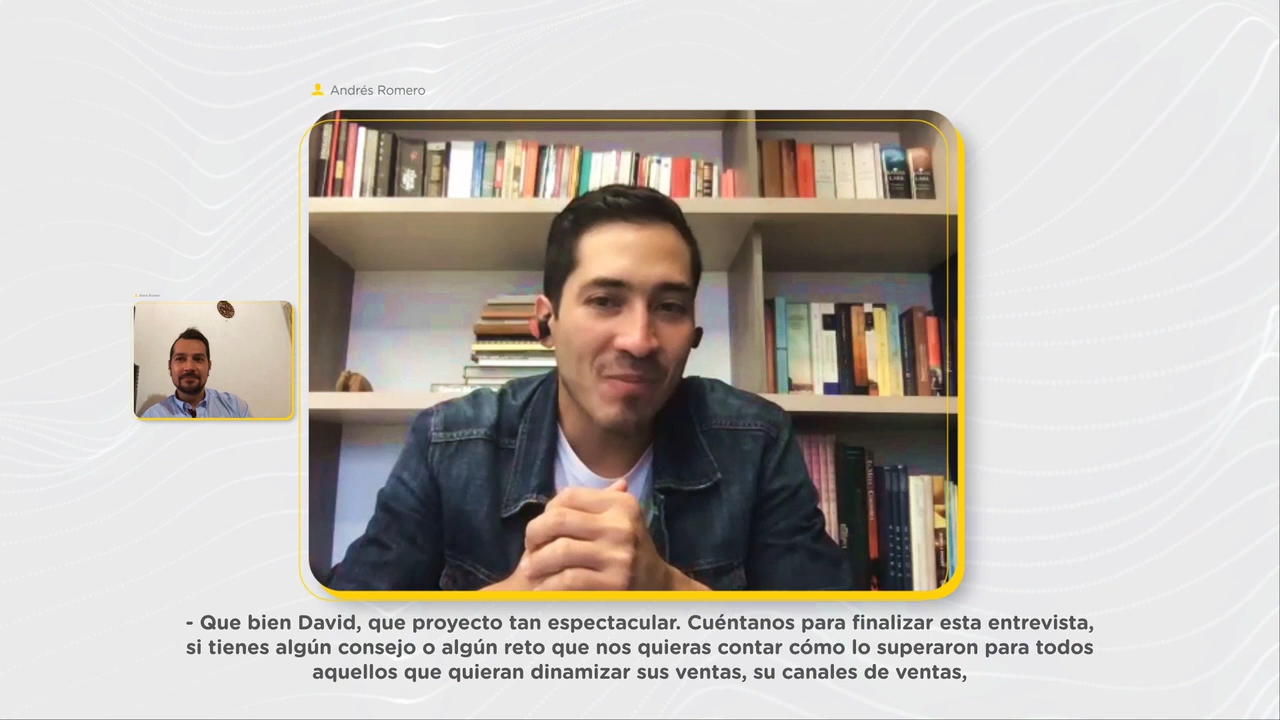 Andrés Romero
- Que bien David, que proyecto tan espectacular. Cuéntanos para finalizar esta entrevista,
si tienes algún consejo o algún reto que nos quieras contar cómo lo superaron para todos
aquellos que quieran dinamizar sus ventas, su canales de ventas,